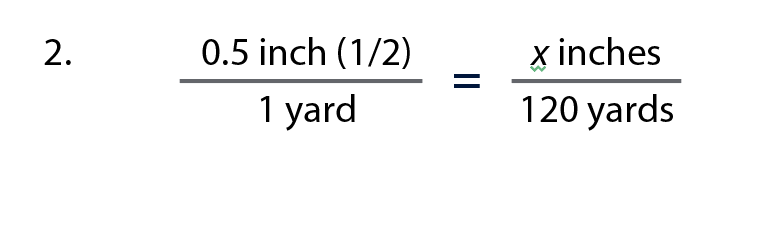 2. 0.5 inch (1/2) x inches
= 
1 yard 120 yards